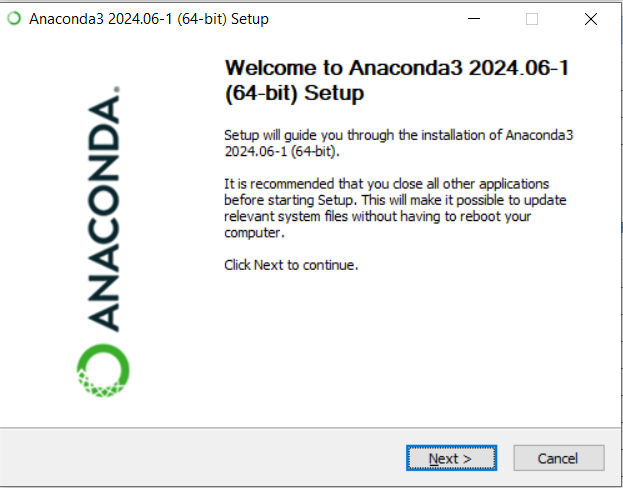 Anaconda3 2024.06-1 (64-bit) Setup
Welcome to Anaconda3 2024.06-1
(64-bit) Setup
Setup will guide you through the installation of Anaconda3
2024.06-1 (64-bit).
It is recommended that you close all other applications
before starting Setup. This will make it possible to update
relevant system files without having to reboot your
computer.
Click Next to continue.
ANACONDA.
Next >
Cancel